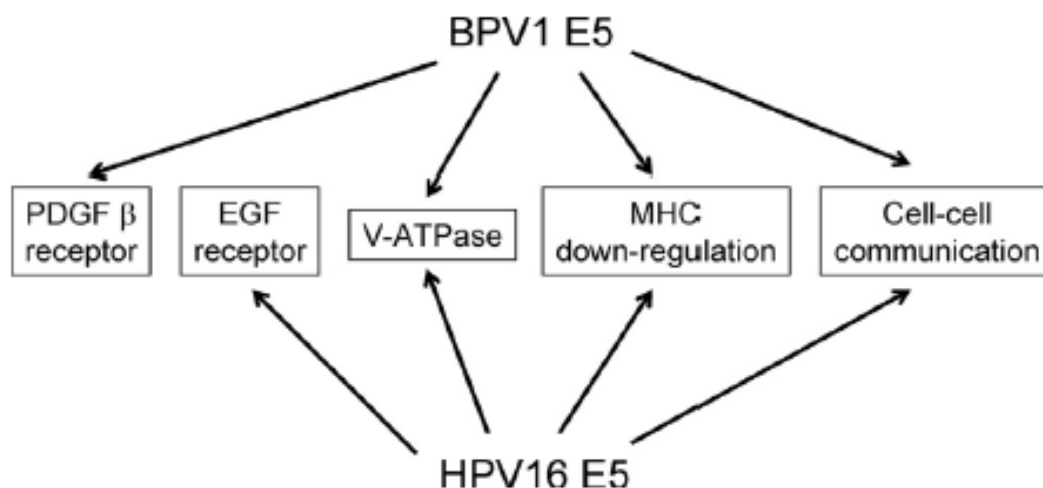 BPV1 E5
PDGF β
receptor
EGF
receptor
V-ATPase
MHC
down-regulation
Cell-cell
communication
HPV16 E5